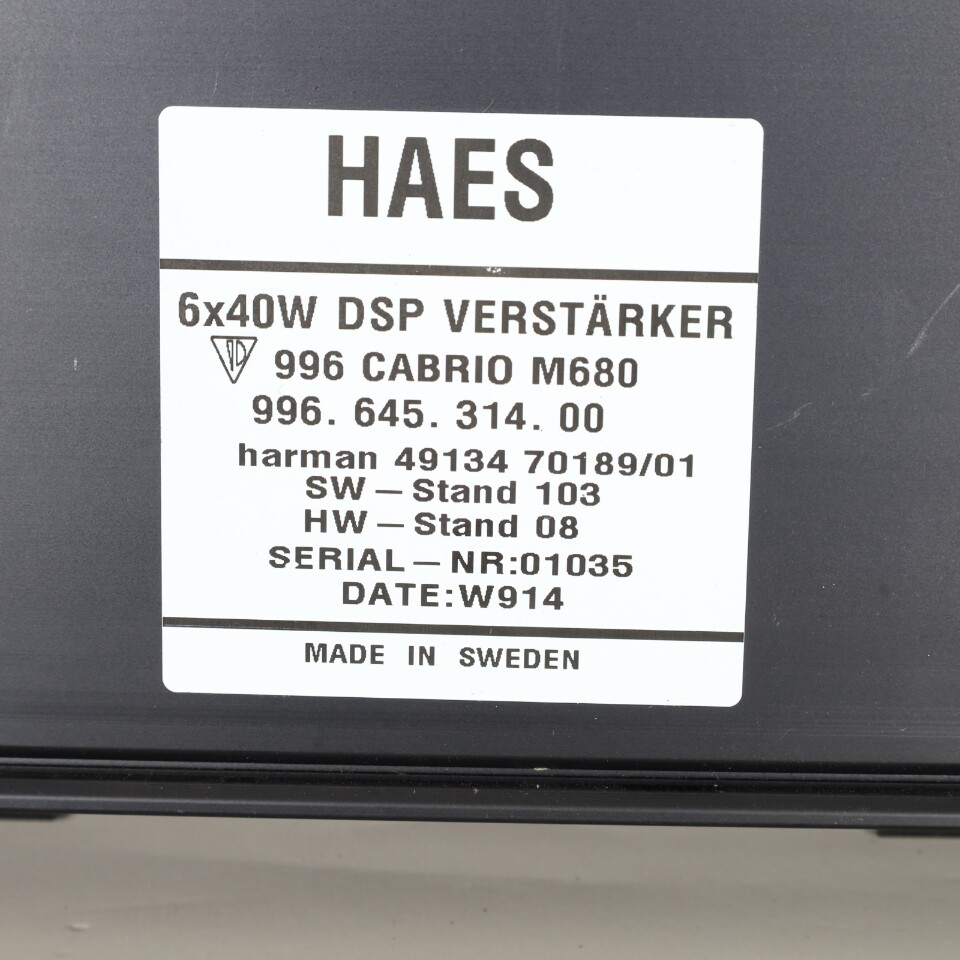 HAES
6x40W DSP VERSTÄRKER
996 CABRIO M680
996. 645. 314. 00
harman 49134 70189/01
SW – Stand 103
HW – Stand 08
SERIAL – NR:01035
DATE:W914
MADE IN SWEDEN